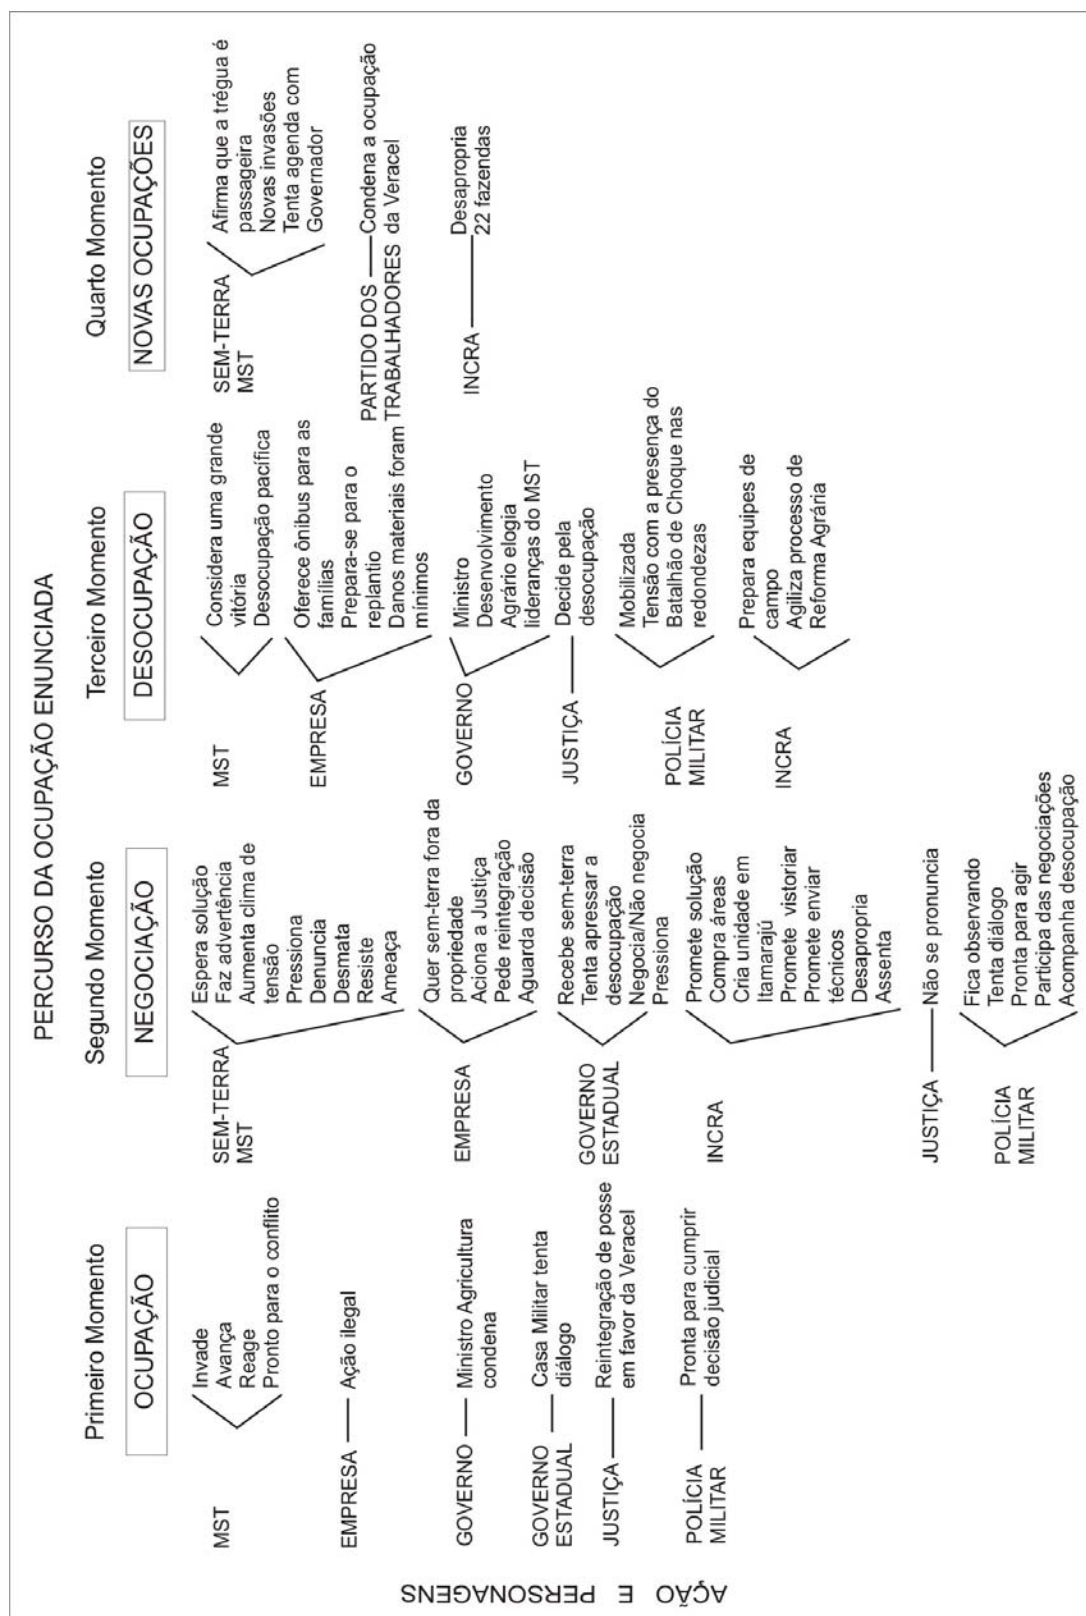 PERCURSO DA OCUPAÇÃO ENUNCIADA
AÇÃO E PERSONAGENS
Primeiro Momento
OCUPAÇÃO
MST
Invade
Avança
Reage
Pronto para o conflito
EMPRESA
Ação ilegal
GOVERNO
Ministro Agricultura
condena
GOVERNO
ESTADUAL
Casa Militar tenta
diálogo
JUSTIÇA
Reintegração de posse
em favor da Veracel
POLÍCIA
MILITAR
Pronta para cumprir
decisão judicial
Segundo Momento
NEGOCIAÇÃO
SEM-TERRA
MST
Espera solução
Faz advertência
Aumenta clima de
tensão
Pressiona
Denuncia
Desmata
Resiste
Ameaça
EMPRESA
Quer sem-terra fora da
propriedade
Aciona a Justiça
Pede reintegração
Aguarda decisão
GOVERNO
ESTADUAL
Recebe sem-terra
Tenta apressar a
desocupação
Negocia/Não negocia
Pressiona
INCRA
Promete solução
Compra áreas
Cria unidade em
Itamarajú
Promete vistoriar
Promete enviar
técnicos
Desapropria
Assenta
JUSTIÇA
Não se pronuncia
POLÍCIA
MILITAR
Fica observando
Tenta diálogo
Pronta para agir
Participa das negociações
Acompanha desocupação
Terceiro Momento
DESOCUPAÇÃO
MST
Considera uma grande
vitória
Desocupação pacífica
EMPRESA
Oferece ônibus para as
famílias
Prepara-se para o
replantio
Danos materiais foram
mínimos
GOVERNO
Ministro
Desenvolvimento
Agrário elogia
lideranças do MST
JUSTIÇA
Decide pela
desocupação
POLÍCIA
MILITAR
Mobilizada
Tensão com a presença do
Batalhão de Choque nas
redondezas
INCRA
Prepara equipes de
campo
Agiliza processo de
Reforma Agrária
Quarto Momento
NOVAS OCUPAÇÕES
SEM-TERRA
MST
Afirma que a trégua é
passageira
Novas invasões
Tenta agenda com
Governador
PARTIDO DOS
TRABALHADORES
Condena a ocupação
da Veracel
INCRA
Desapropria
22 fazendas